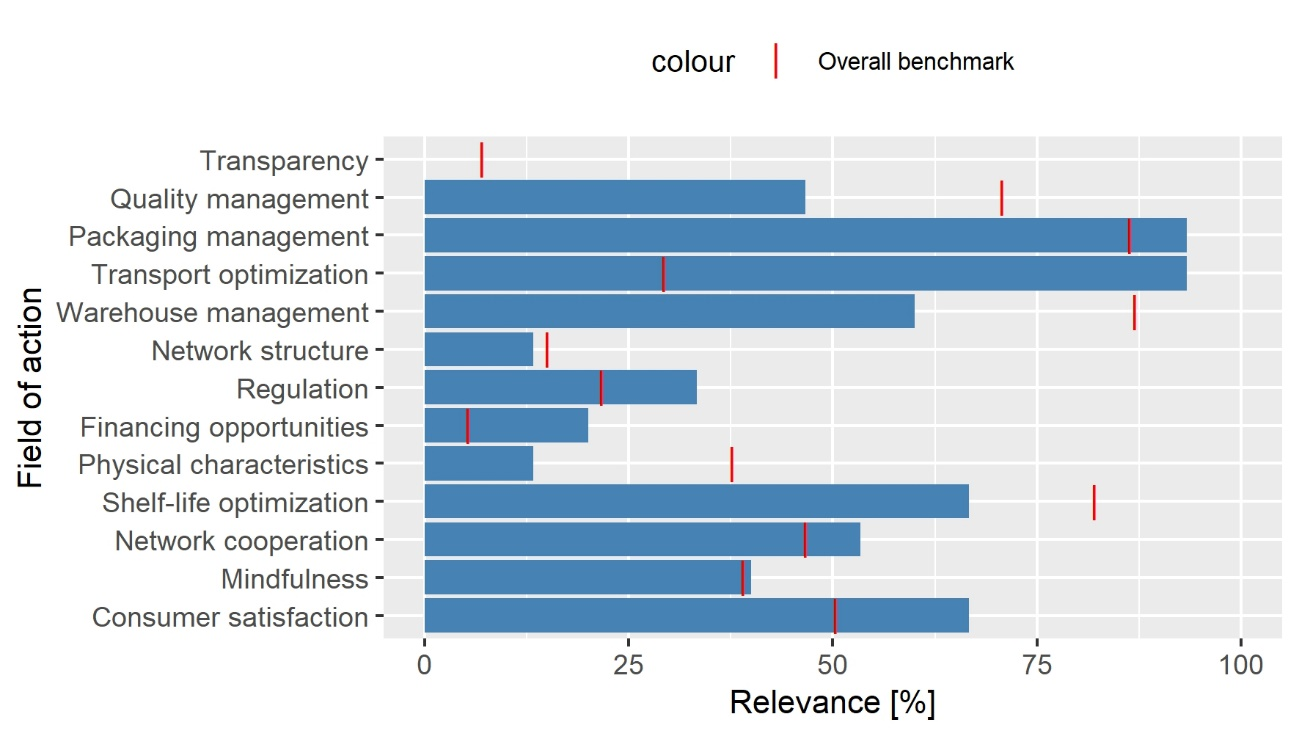 colour Overall benchmark
Transparency
Quality management
Packaging management
Transport optimization
Warehouse management
Network structure
Regulation
Financing opportunities
Physical characteristics
Shelf-life optimization
Network cooperation
Mindfulness
Consumer satisfaction
Field of action
0 25 50 75 100
Relevance [%]